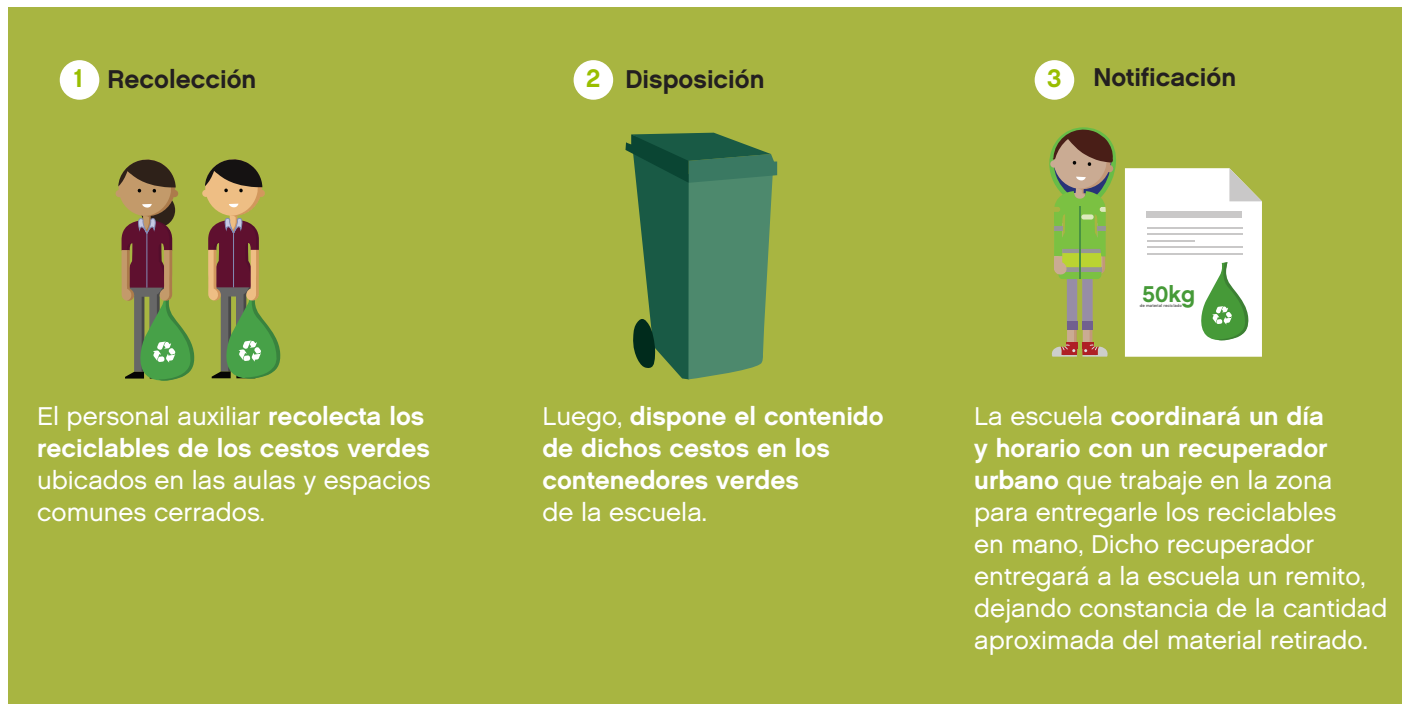 1 Recolección
El personal auxiliar recolecta los
reciclables de los cestos verdes
ubicados en las aulas y espacios
comunes cerrados.
2 Disposición
Luego, dispone el contenido
de dichos cestos en los
contenedores verdes
de la escuela.
3 Notificación
50kg
de material reciclado
La escuela coordinará un día
y horario con un recuperador
urbano que trabaje en la zona
para entregarle los reciclables
en mano, Dicho recuperador
entregará a la escuela un remito,
dejando constancia de la cantidad
aproximada del material retirado.